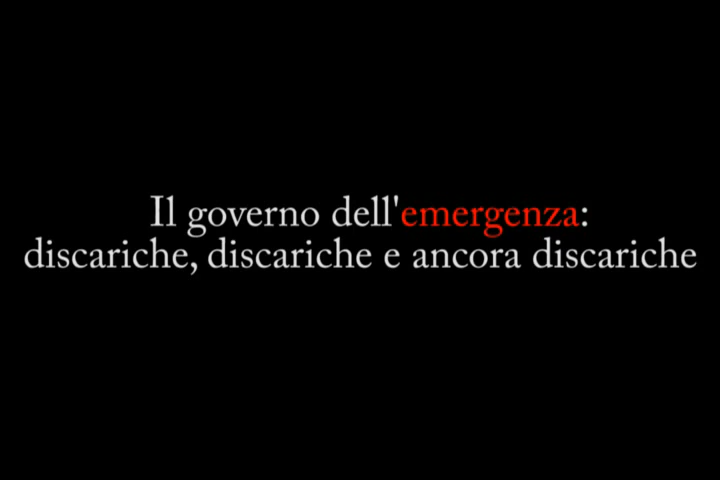 Il governo dell'emergenza:
discariche, discariche e ancora discariche